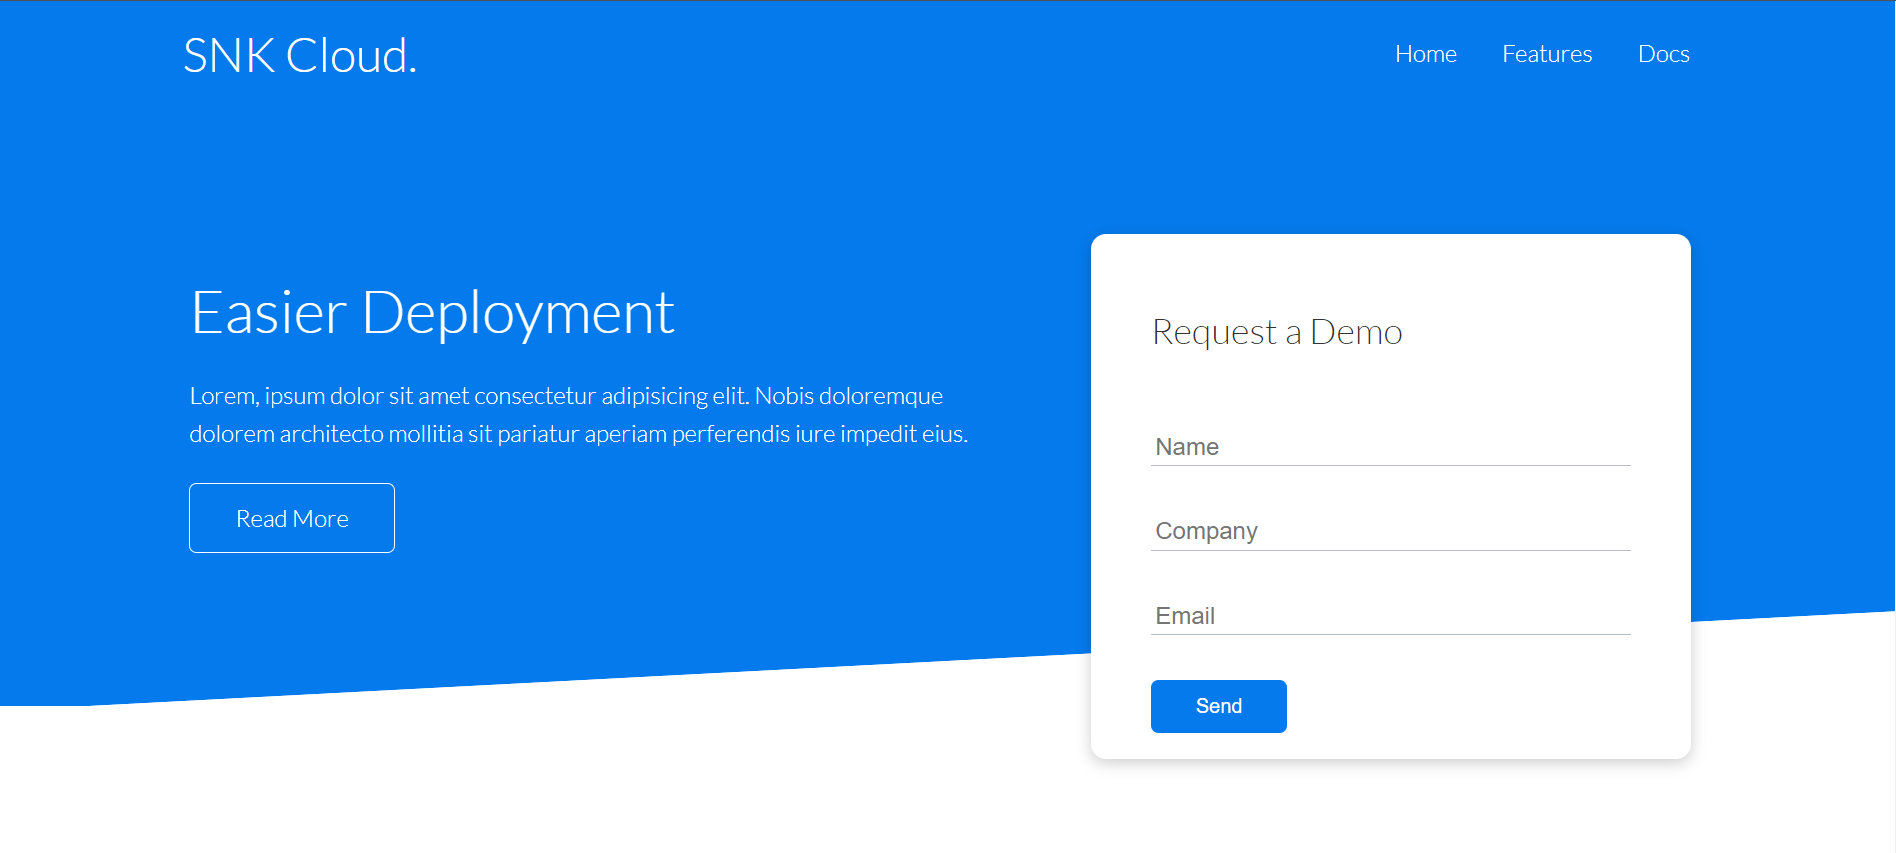 SNK Cloud.
Home Features Docs
Easier Deployment
Lorem, ipsum dolor sit amet consectetur adipisicing elit. Nobis doloremque
dolorem architecto mollitia sit pariatur aperiam perferendis iure impedit eius.
Read More
Request a Demo
Name
Company
Email
Send